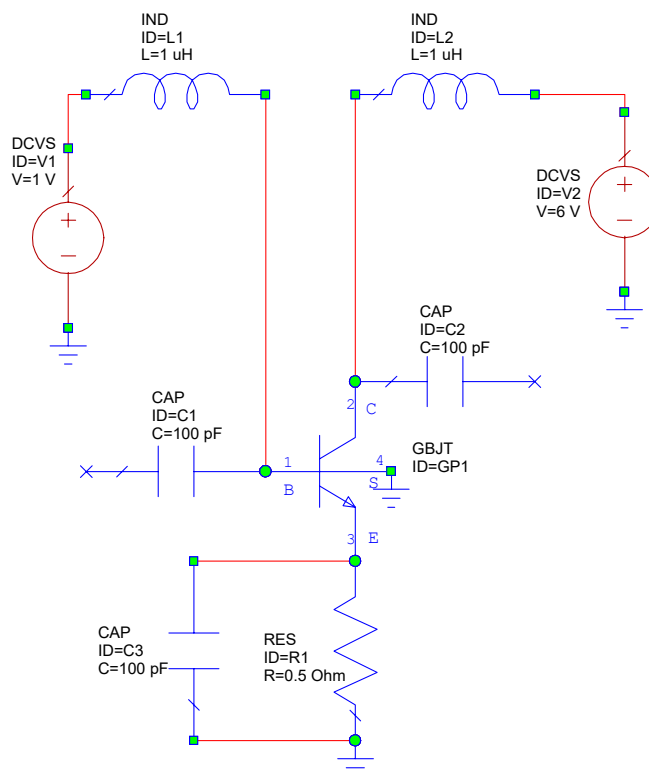 IND
ID=L1
L=1 uH
IND
ID=L2
L=1 uH
DCVS
ID=V1
V=1 V
DCVS
ID=V2
V=6 V
CAP
ID=C2
C=100 pF
CAP
ID=C1
C=100 pF
2
C
GBJT
ID=GP1
1
4
B
S
3
E
CAP
ID=C3
C=100 pF
RES
ID=R1
R=0.5 Ohm